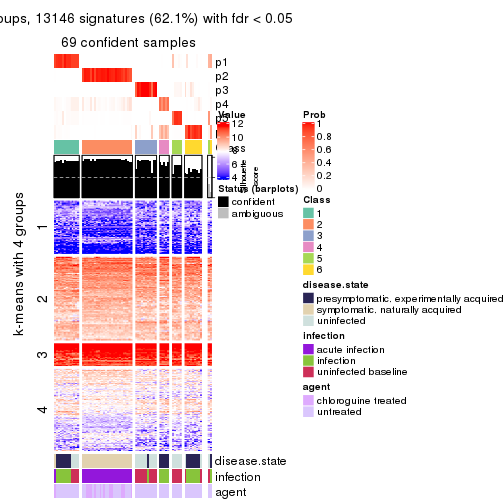 oups, 13146 signatures (62.1%) with fdr < 0.05
69 confident samples
p1
p2
p3
p4
Value
12
10
8
6
4
Prob
1
0.8
0.6
0.4
0.2
0
Silhouette
score
Status (barplots)
confident
ambiguous
Class
1
2
3
4
5
6
disease.state
presymptomatic. experimentally acquired
symptomatic. naturally acquired
uninfected
infection
acute infection
infection
uninfected baseline
agent
chloroguine treated
untreated
k-means with 4 groups
1
2
3
4
disease.state
infection
agent